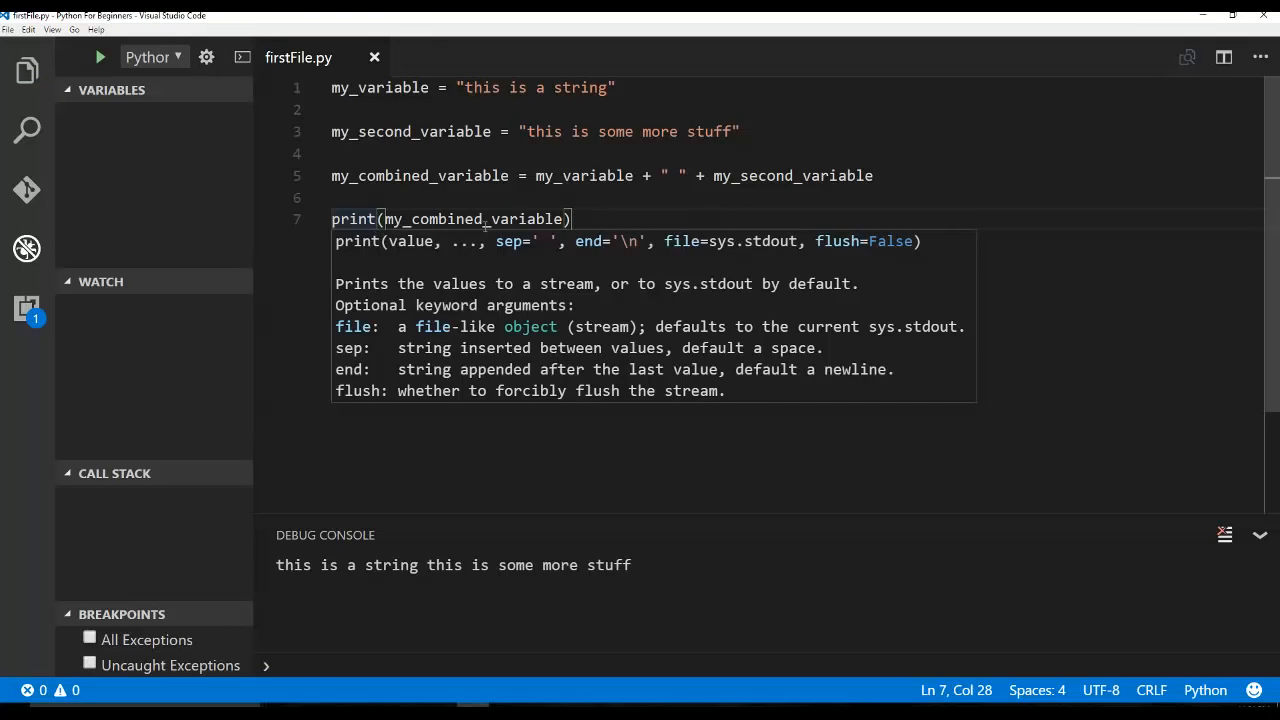 firstFile.py - Python For Beginners - Visual Studio Code
File Edit View Go Help
Python
firstFile.py
VARIABLES
1 my_variable = "this is a string"
2
3 my_second_variable = "this is some more stuff"
4
5 my_combined_variable = my_variable + " " + my_second_variable
6
7 print(my_combined_variable)
print(value, ..., sep=' ', end='\n', file=sys.stdout, flush=False)
Prints the values to a stream, or to sys.stdout by default.
Optional keyword arguments:
file: a file-like object (stream); defaults to the current sys.stdout.
sep: string inserted between values, default a space.
end: string appended after the last value, default a newline.
flush: whether to forcibly flush the stream.
WATCH
1
CALL STACK
DEBUG CONSOLE
this is a string this is some more stuff
BREAKPOINTS
All Exceptions
Uncaught Exceptions
0 0 Ln 7, Col 28 Spaces: 4 UTF-8 CRLF Python